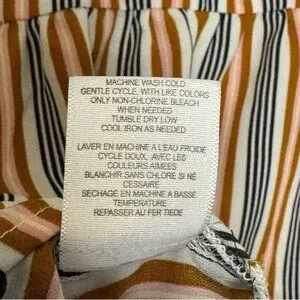 MACHINE WASH COLD
GENTLE CYCLE, WITH LIKE COLORS
ONLY NON-CHLORINE BLEACH
WHEN NEEDED
TUMBLE DRY LOW
COOL IRON AS NEEDED
LAVER EN MACHINE A L'EAU FROIDE
CYCLE DOUX, AVEC LES
COULEURS AIMÉES
BLANCHIR SANS CHLORE SI NÉ
CESSAIRE
SECHAGE EN MACHINE A BASSE
TEMPERATURE
REPASSER AU FER TIEDE